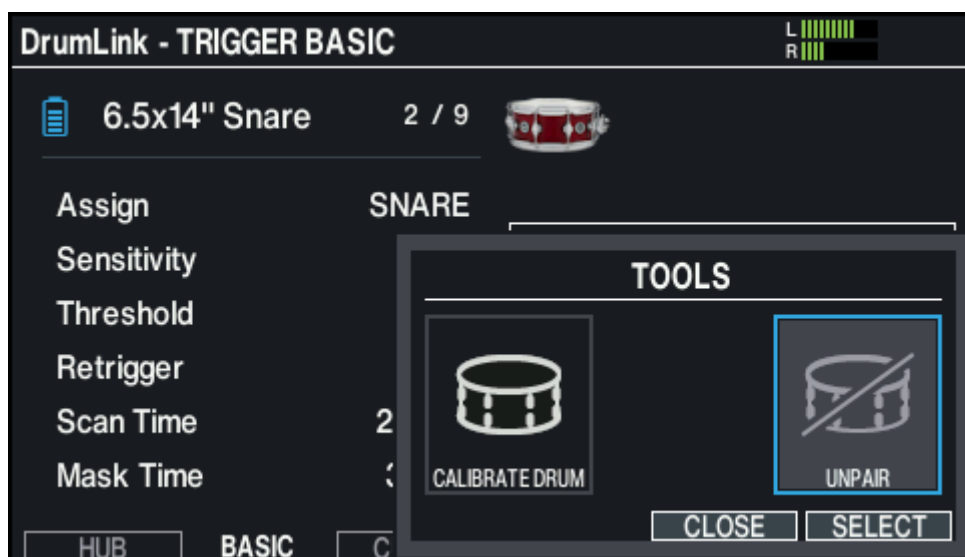 DrumLink - TRIGGER BASIC
L
R
6.5x14" Snare 2 / 9
Assign SNARE
Sensitivity
Threshold
Retrigger
Scan Time 2
Mask Time
TOOLS
CALIBRATE DRUM UNPAIR
CLOSE SELECT
HUB BASIC C